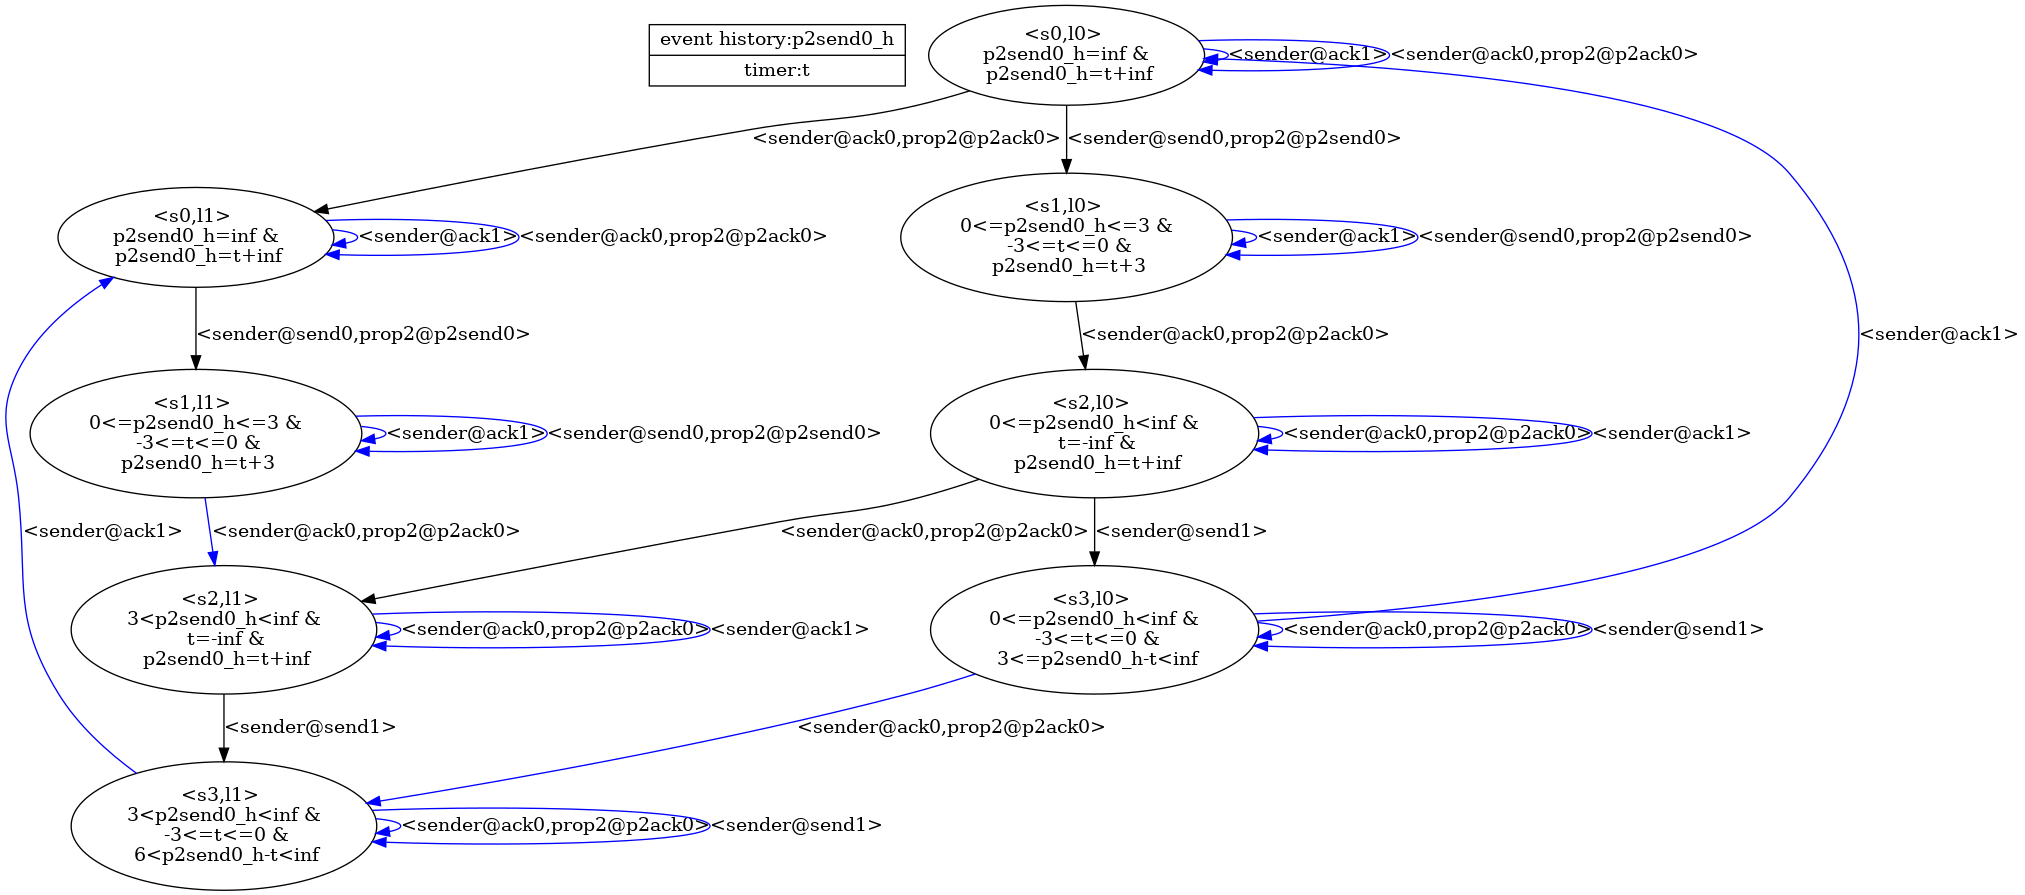 event history:p2send0_h
timer:t
<s0,l0>
p2send0_h=inf &
p2send0_h=t+inf
<sender@ack1>
<sender@ack0,prop2@p2ack0>
<sender@ack0,prop2@p2ack0>
<sender@send0,prop2@p2send0>
<s0,l1>
p2send0_h=inf &
p2send0_h=t+inf
<sender@ack1>
<sender@ack0,prop2@p2ack0>
<s1,l0>
0<=p2send0_h<=3 &
-3<=t<=0 &
p2send0_h=t+3
<sender@ack1>
<sender@send0,prop2@p2send0>
<sender@send0,prop2@p2send0>
<sender@ack0,prop2@p2ack0>
<sender@ack1>
<s1,l1>
0<=p2send0_h<=3 &
-3<=t<=0 &
p2send0_h=t+3
<sender@ack1>
<sender@send0,prop2@p2send0>
<s2,l0>
0<=p2send0_h<inf &
t=-inf &
p2send0_h=t+inf
<sender@ack0,prop2@p2ack0>
<sender@ack1>
<sender@ack1>
<sender@ack0,prop2@p2ack0>
<sender@ack0,prop2@p2ack0>
<sender@send1>
<s2,l1>
3<p2send0_h<inf &
t=-inf &
p2send0_h=t+inf
<sender@ack0,prop2@p2ack0>
<sender@ack1>
<s3,l0>
0<=p2send0_h<inf &
-3<=t<=0 &
3<=p2send0_h-t<inf
<sender@ack0,prop2@p2ack0>
<sender@send1>
<sender@send1>
<sender@ack0,prop2@p2ack0>
<s3,l1>
3<p2send0_h<inf &
-3<=t<=0 &
6<p2send0_h-t<inf
<sender@ack0,prop2@p2ack0>
<sender@send1>